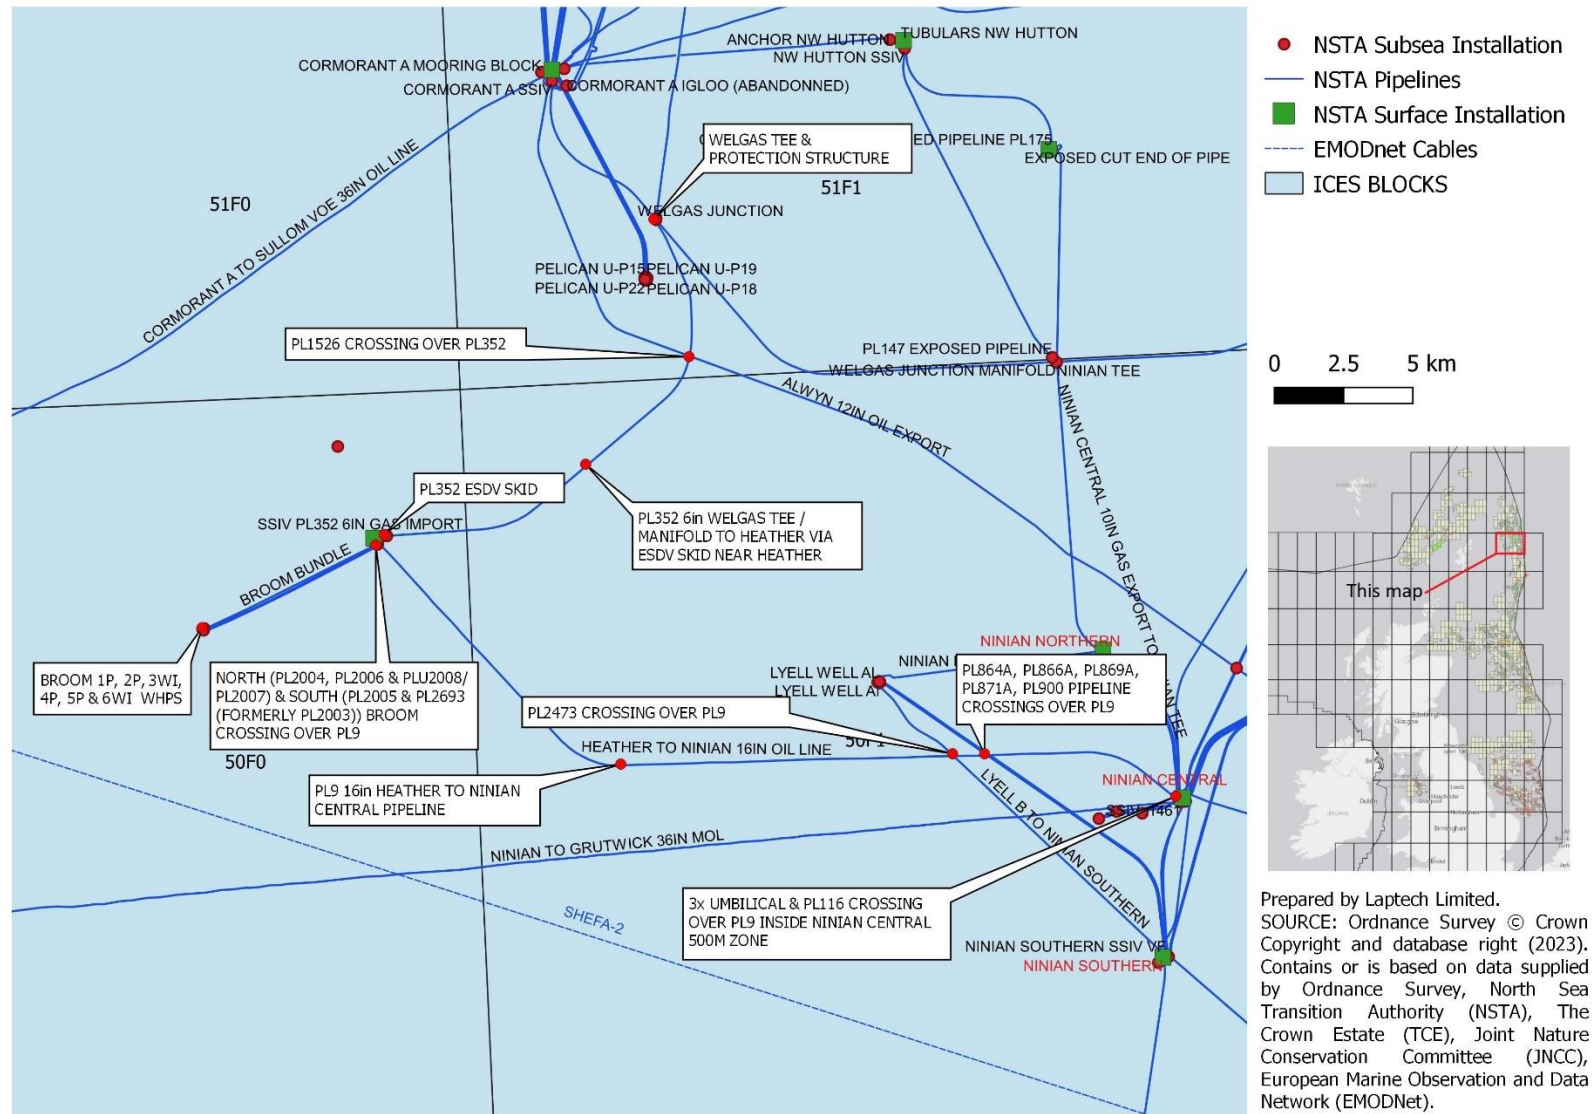 ANCHOR NW HUTTON
TUBULARS NW HUTTON
NW HUTTON SSIV
CORMORANT A MOORING BLOCK
CORMORANT A SSIV
CORMORANT A IGLOO (ABANDONNED)
WELGAS TEE &
PROTECTION STRUCTURE
ED PIPELINE PL175
EXPOSED CUT END OF PIPE
51F0
51F1
CORMORANT A TO SULLOM VOE 36IN OIL LINE
WELGAS JUNCTION
PELICAN U-P15
PELICAN U-P19
PELICAN U-P22
PELICAN U-P18
PL1526 CROSSING OVER PL352
PL147 EXPOSED PIPELINE
WELGAS JUNCTION MANIFOLD
NINIAN TEE
ALWYN 12IN OIL EXPORT
NINIAN CENTRAL 10IN GAS EXPORT TO
NIAN TEE
PL352 ESDV SKID
SSIV PL352 6IN GAS IMPORT
PL352 6in WELGAS TEE /
MANIFOLD TO HEATHER VIA
ESDV SKID NEAR HEATHER
BROOM BUNDLE
BROOM 1P, 2P, 3WI,
4P, 5P & 6WI WHPS
NORTH (PL2004, PL2006 & PLU2008/
PL2007) & SOUTH (PL2005 & PL2693
(FORMERLY PL2003)) BROOM
CROSSING OVER PL9
NINIAN NORTHERN
NINIAN
LYELL WELL AL
LYELL WELL AI
PL864A, PL866A, PL869A,
PL871A, PL900 PIPELINE
CROSSINGS OVER PL9
PL2473 CROSSING OVER PL9
50F0
50F1
HEATHER TO NINIAN 16IN OIL LINE
PL9 16in HEATHER TO NINIAN
CENTRAL PIPELINE
NINIAN CENTRAL
SSIV
LYELL B TO NINIAN SOUTHERN
NINIAN TO GRUTWICK 36IN MOL
SHEFA-2
3x UMBILICAL & PL116 CROSSING
OVER PL9 INSIDE NINIAN CENTRAL
500M ZONE
NINIAN SOUTHERN SSIV
NINIAN SOUTHERN
NSTA Subsea Installation
NSTA Pipelines
NSTA Surface Installation
EMODnet Cables
ICES BLOCKS
0 2.5 5 km
This map
Prepared by Laptech Limited.
SOURCE: Ordnance Survey © Crown
Copyright and database right (2023).
Contains or is based on data supplied
by Ordnance Survey, North Sea
Transition Authority (NSTA), The
Crown Estate (TCE), Joint Nature
Conservation Committee (JNCC),
European Marine Observation and Data
Network (EMODNet).